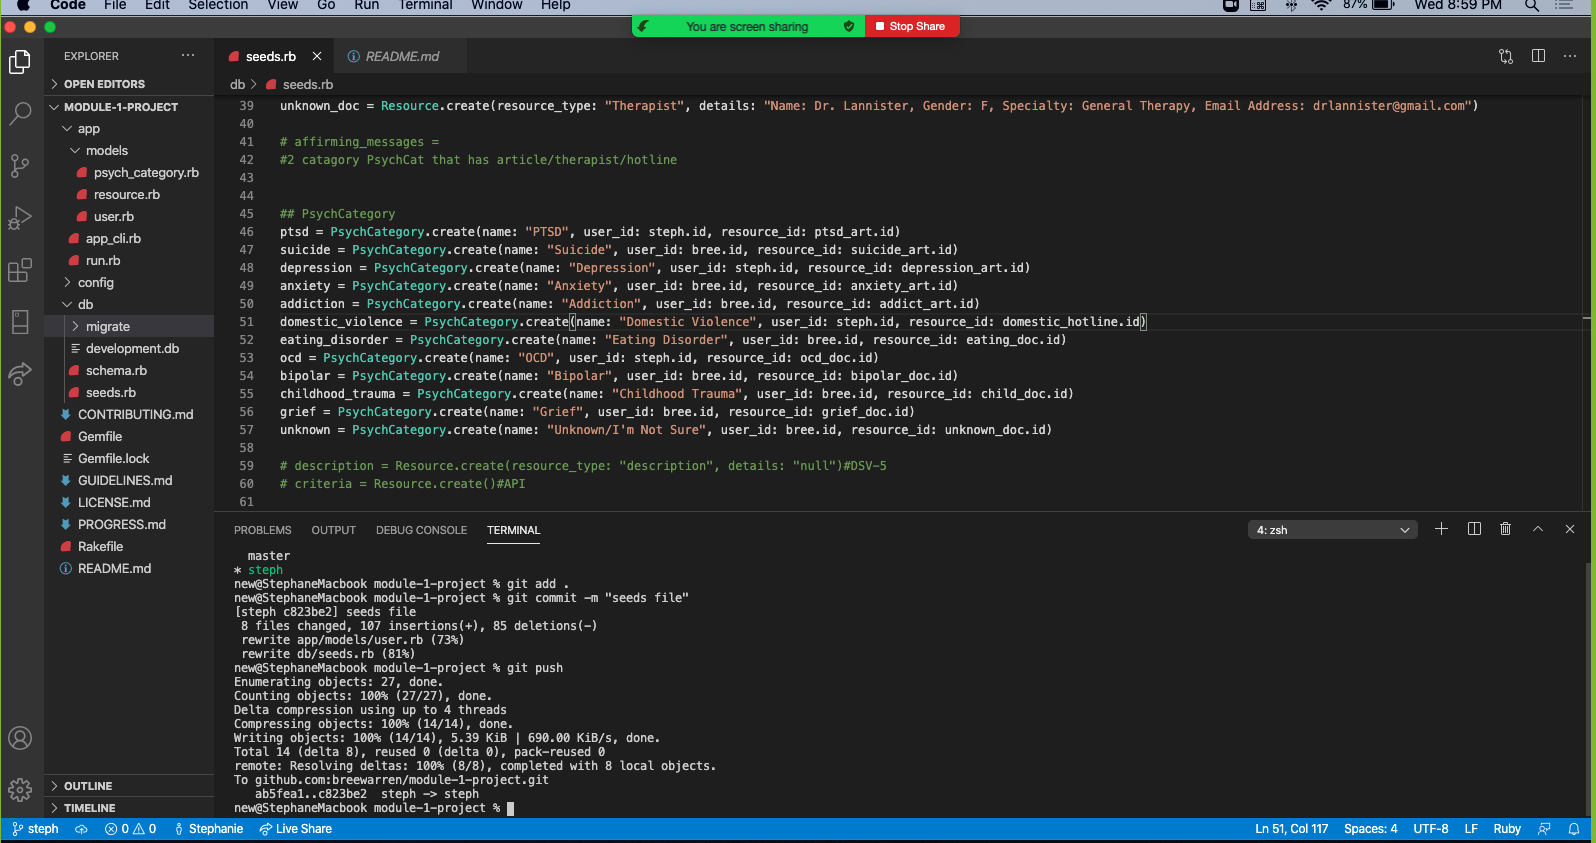 Code File Edit Selection View Go Run Terminal Window Help 87% Wed 8:59 PM
You are screen sharing Stop Share
EXPLORER
seeds.rb
README.md
OPEN EDITORS
db > seeds.rb
MODULE-1-PROJECT
app
models
psych_category.rb
resource.rb
user.rb
app_cli.rb
run.rb
config
db
migrate
development.db
schema.rb
seeds.rb
CONTRIBUTING.md
Gemfile
Gemfile.lock
GUIDELINES.md
LICENSE.md
PROGRESS.md
Rakefile
README.md
OUTLINE
TIMELINE
39 unknown_doc = Resource.create(resource_type: "Therapist", details: "Name: Dr. Lannister, Gender: F, Specialty: General Therapy, Email Address: drlannister@gmail.com")
40
41 # affirming_messages =
42 #2 catagory PsychCat that has article/therapist/hotline
43
44
45 ## PsychCategory
46 ptsd = PsychCategory.create(name: "PTSD", user_id: steph.id, resource_id: ptsd_art.id)
47 suicide = PsychCategory.create(name: "Suicide", user_id: bree.id, resource_id: suicide_art.id)
48 depression = PsychCategory.create(name: "Depression", user_id: steph.id, resource_id: depression_art.id)
49 anxiety = PsychCategory.create(name: "Anxiety", user_id: bree.id, resource_id: anxiety_art.id)
50 addiction = PsychCategory.create(name: "Addiction", user_id: bree.id, resource_id: addict_art.id)
51 domestic_violence = PsychCategory.create(name: "Domestic Violence", user_id: steph.id, resource_id: domestic_hotline.id)
52 eating_disorder = PsychCategory.create(name: "Eating Disorder", user_id: bree.id, resource_id: eating_doc.id)
53 ocd = PsychCategory.create(name: "OCD", user_id: steph.id, resource_id: ocd_doc.id)
54 bipolar = PsychCategory.create(name: "Bipolar", user_id: bree.id, resource_id: bipolar_doc.id)
55 childhood_trauma = PsychCategory.create(name: "Childhood Trauma", user_id: bree.id, resource_id: child_doc.id)
56 grief = PsychCategory.create(name: "Grief", user_id: bree.id, resource_id: grief_doc.id)
57 unknown = PsychCategory.create(name: "Unknown/I'm Not Sure", user_id: bree.id, resource_id: unknown_doc.id)
58
59 # description = Resource.create(resource_type: "description", details: "null")#DSV-5
60 # criteria = Resource.create()#API
61
PROBLEMS OUTPUT DEBUG CONSOLE TERMINAL 4: zsh
master
* steph
new@StephaneMacbook module-1-project % git add .
new@StephaneMacbook module-1-project % git commit -m "seeds file"
[steph c823be2] seeds file
8 files changed, 107 insertions(+), 85 deletions(-)
rewrite app/models/user.rb (73%)
rewrite db/seeds.rb (81%)
new@StephaneMacbook module-1-project % git push
Enumerating objects: 27, done.
Counting objects: 100% (27/27), done.
Delta compression using up to 4 threads
Compressing objects: 100% (14/14), done.
Writing objects: 100% (14/14), 5.39 KiB | 690.00 KiB/s, done.
Total 14 (delta 8), reused 0 (delta 0), pack-reused 0
remote: Resolving deltas: 100% (8/8), completed with 8 local objects.
To github.com:breewarren/module-1-project.git
ab5fea1..c823be2 steph -> steph
new@StephaneMacbook module-1-project %
steph 0 0 Stephanie Live Share Ln 51, Col 117 Spaces: 4 UTF-8 LF Ruby